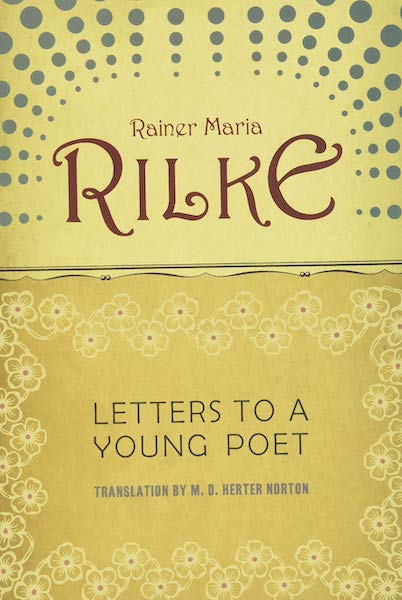 Rainer Maria
RILKE
LETTERS TO A
YOUNG POET
TRANSLATION BY M. D. HERTER NORTON